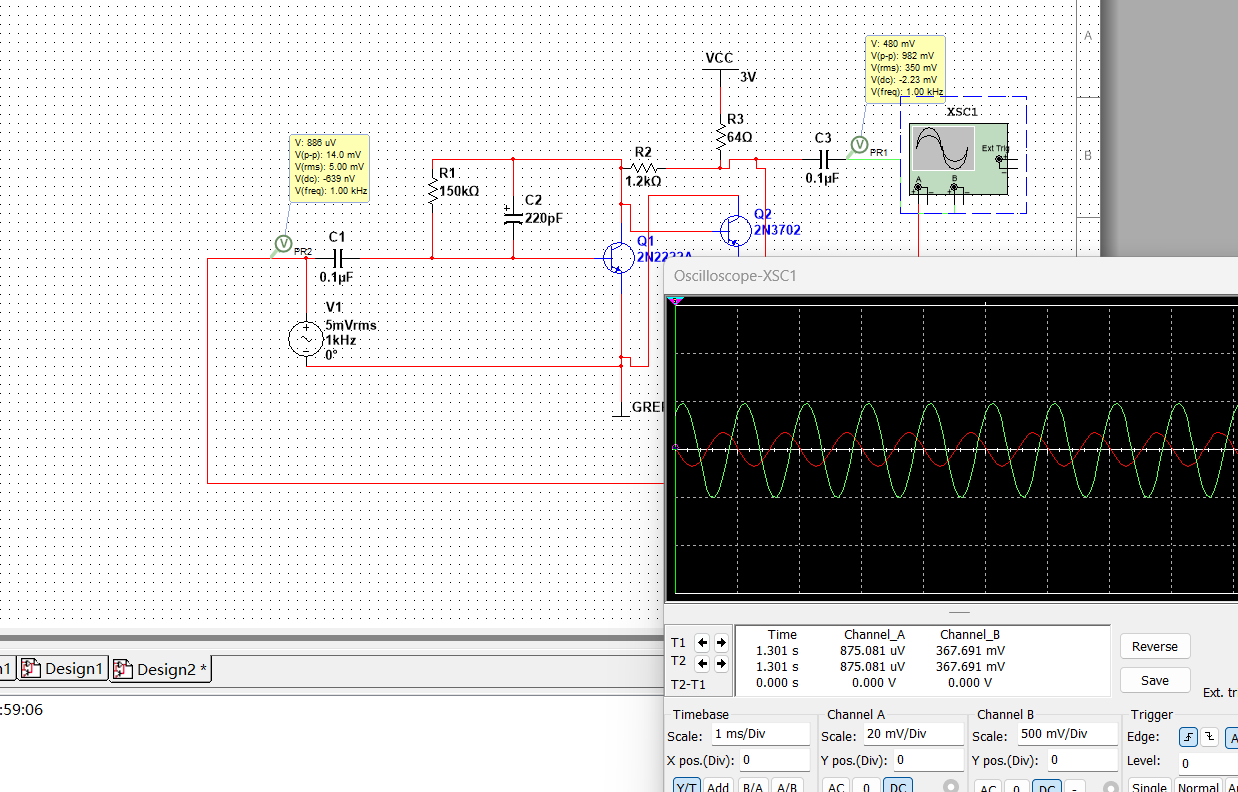 A
VCC
3V
V: 480 mV
V(p-p): 982 mV
V(rms): 350 mV
V(dc): -2.23 mV
V(freq): 1.00 kHz
XSC1
Ext Trig
A
B
R3
64Ω
C3
0.1µF
V
PR1
B
V: 886 uV
V(p-p): 14.0 mV
V(rms): 5.00 mV
V(dc): -639 nV
V(freq): 1.00 kHz
R1
150kΩ
R2
1.2kΩ
C2
220pF
Q2
2N3702
Q1
2N2222A
V
PR2
C1
0.1µF
V1
5mVrms
1kHz
0°
Oscilloscope-XSC1
n1
Design1
Design2 *
:59:06
T1
T2
T2-T1
Time Channel_A Channel_B
1.301 s 875.081 uV 367.691 mV
1.301 s 875.081 uV 367.691 mV
0.000 s 0.000 V 0.000 V
Reverse
Save
Ext. tr
Timebase
Scale: 1 ms/Div
X pos.(Div): 0
Y/T Add B/A A/B
Channel A
Scale: 20 mV/Div
Y pos.(Div): 0
AC 0 DC
Channel B
Scale: 500 mV/Div
Y pos.(Div): 0
AC 0 DC -
Trigger
Edge: A
Level: 0
Single Normal